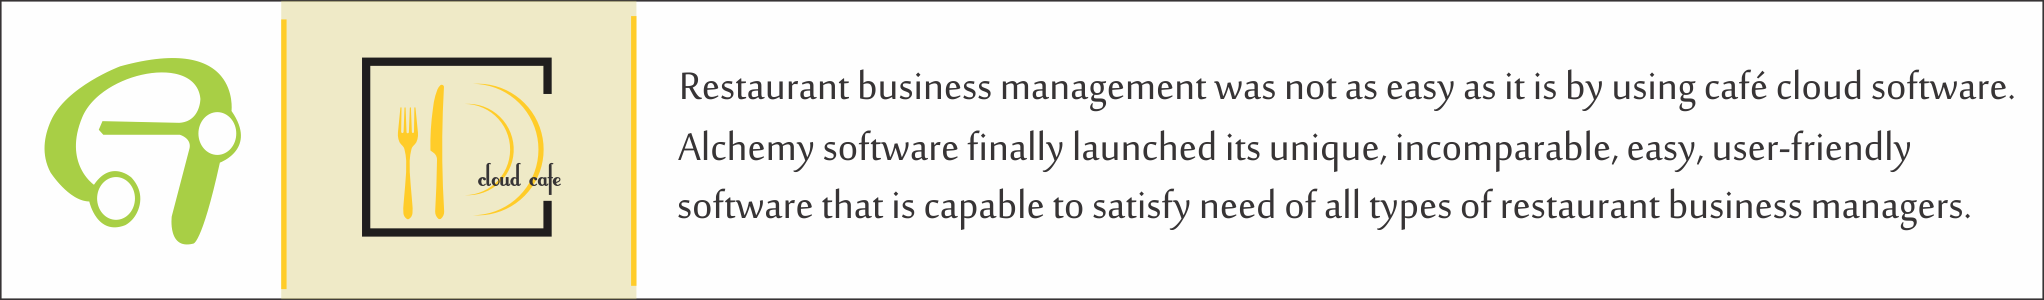 cloud cafe
Restaurant business management was not as easy as it is by using café cloud software.
Alchemy software finally launched its unique, incomparable, easy, user-friendly
software that is capable to satisfy need of all types of restaurant business managers.